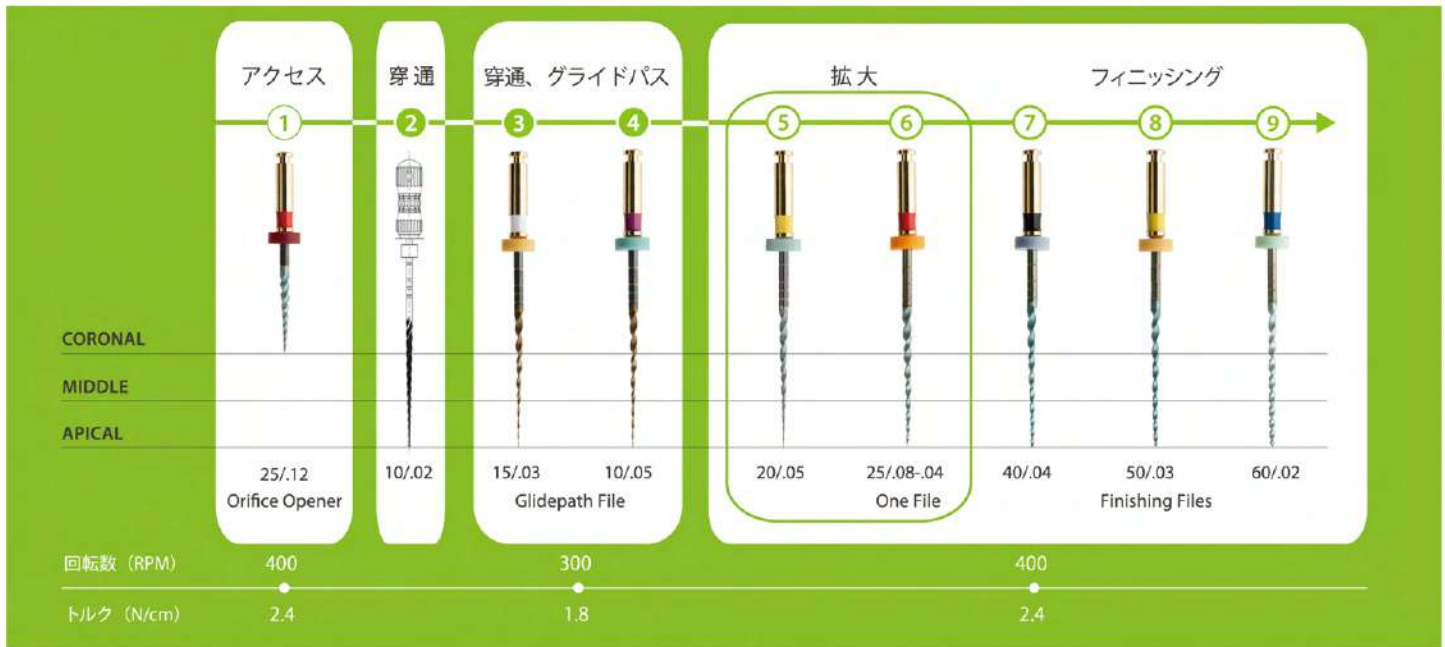 アクセス 穿通 穿通、グライドパス 拡大 フィニッシング
1 2 3 4 5 6 7 8 9
CORONAL
MIDDLE
APICAL
25/.12 10/.02 15/.03 10/.05 20/.05 25/.08-.04 40/.04 50/.03 60/.02
Orifice Opener Glidepath File One File Finishing Files
回転数（RPM） 400 300 400
トルク（N/cm） 2.4 1.8 2.4